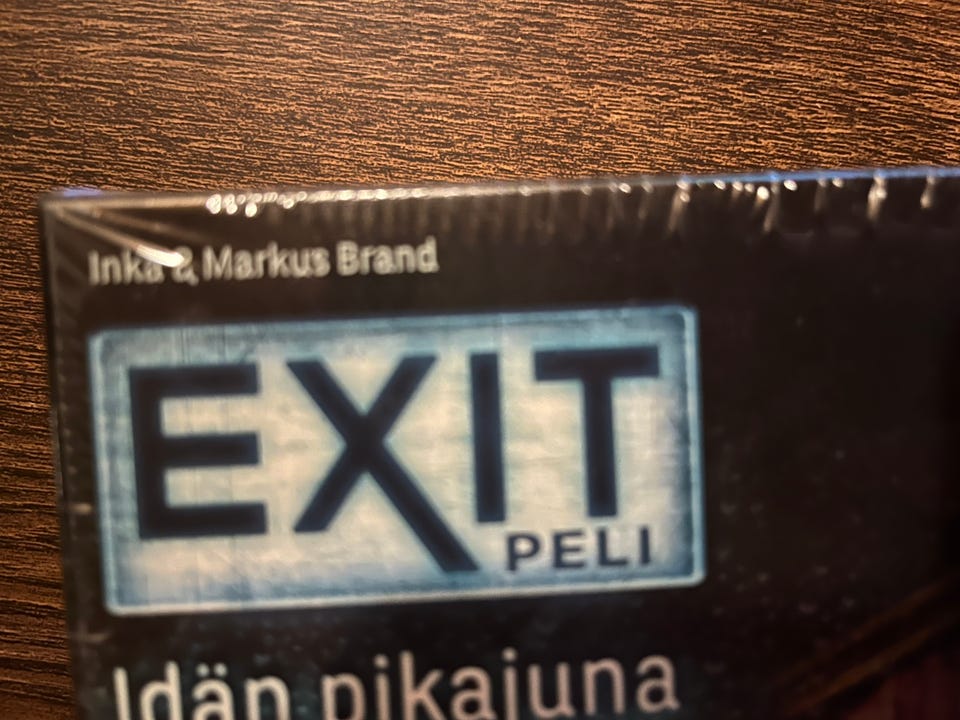 Inka & Markus Brand
EXIT
PELI
Idän pikajuna